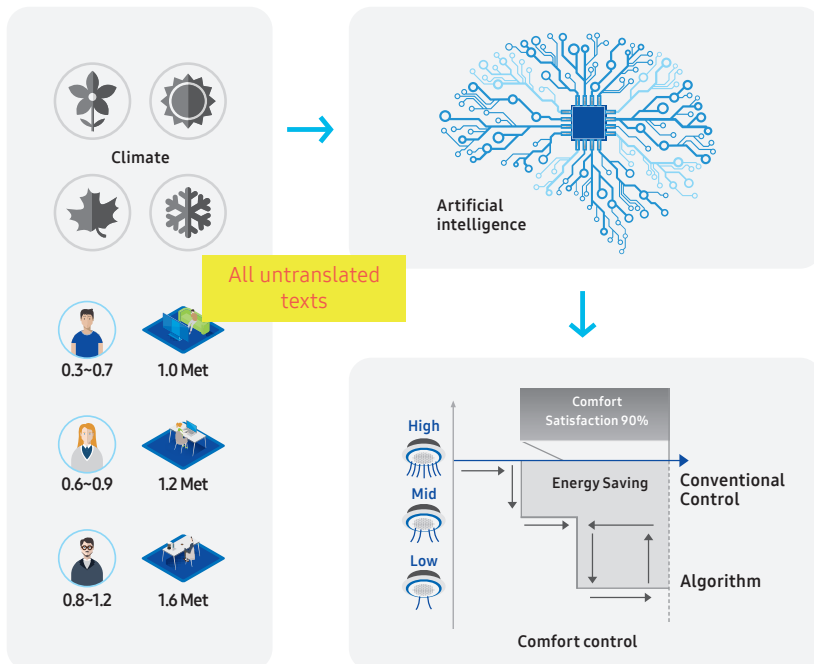 Climate
All untranslated
texts
0.3~0.7
1.0 Met
0.6~0.9
1.2 Met
0.8~1.2
1.6 Met
Artificial
intelligence
Comfort
Satisfaction 90%
High
Mid
Low
Energy Saving
Conventional
Control
Algorithm
Comfort control